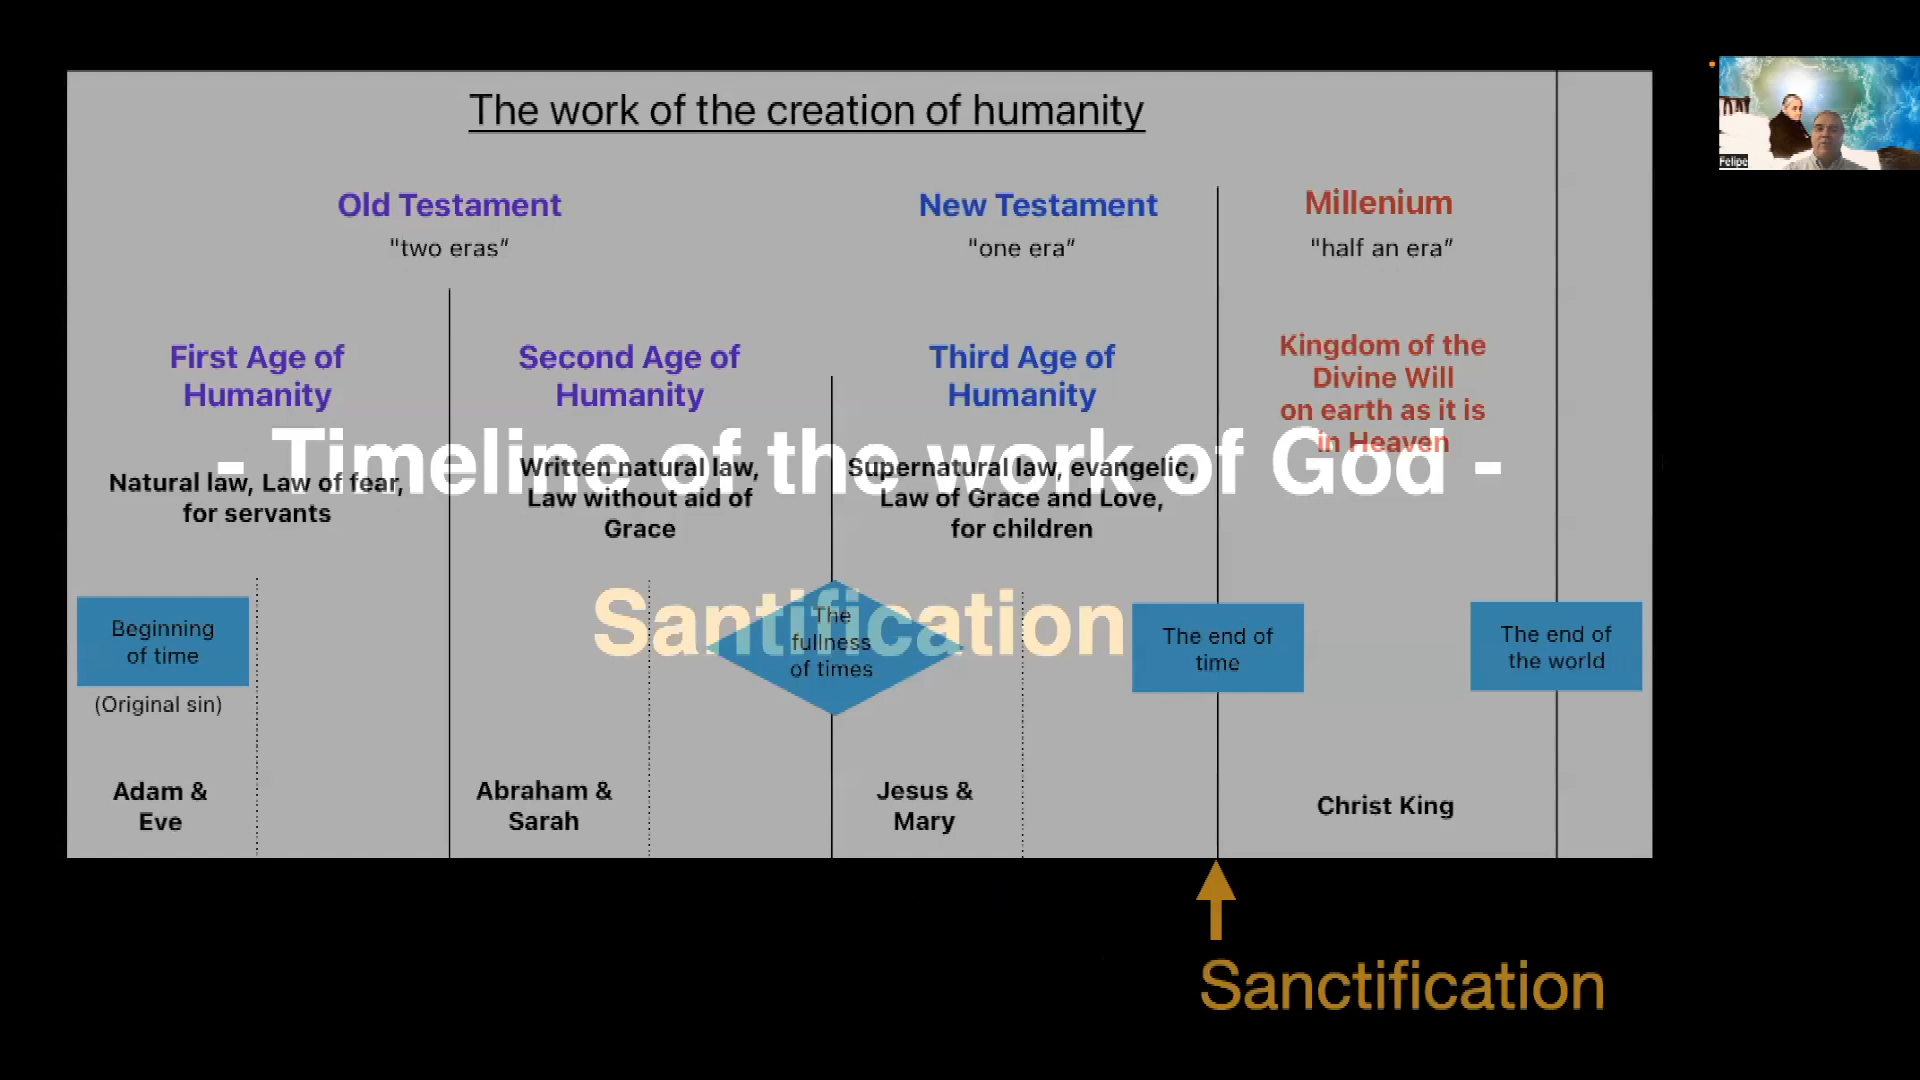 The work of the creation of humanity
Felipe
Old Testament
"two eras"
New Testament
"one era"
Millenium
"half an era"
First Age of
Humanity
Second Age of
Humanity
Third Age of
Humanity
Kingdom of the
Divine Will
on earth as it is
in Heaven
- Timeline of the work of God -
Natural law, Law of fear,
for servants
Written natural law,
Law without aid of
Grace
Supernatural law, evangelic,
Law of Grace and Love,
for children
Santification
Beginning
of time
(Original sin)
The
fullness
of times
The end of
time
The end of
the world
Adam &
Eve
Abraham &
Sarah
Jesus &
Mary
Christ King
Sanctification